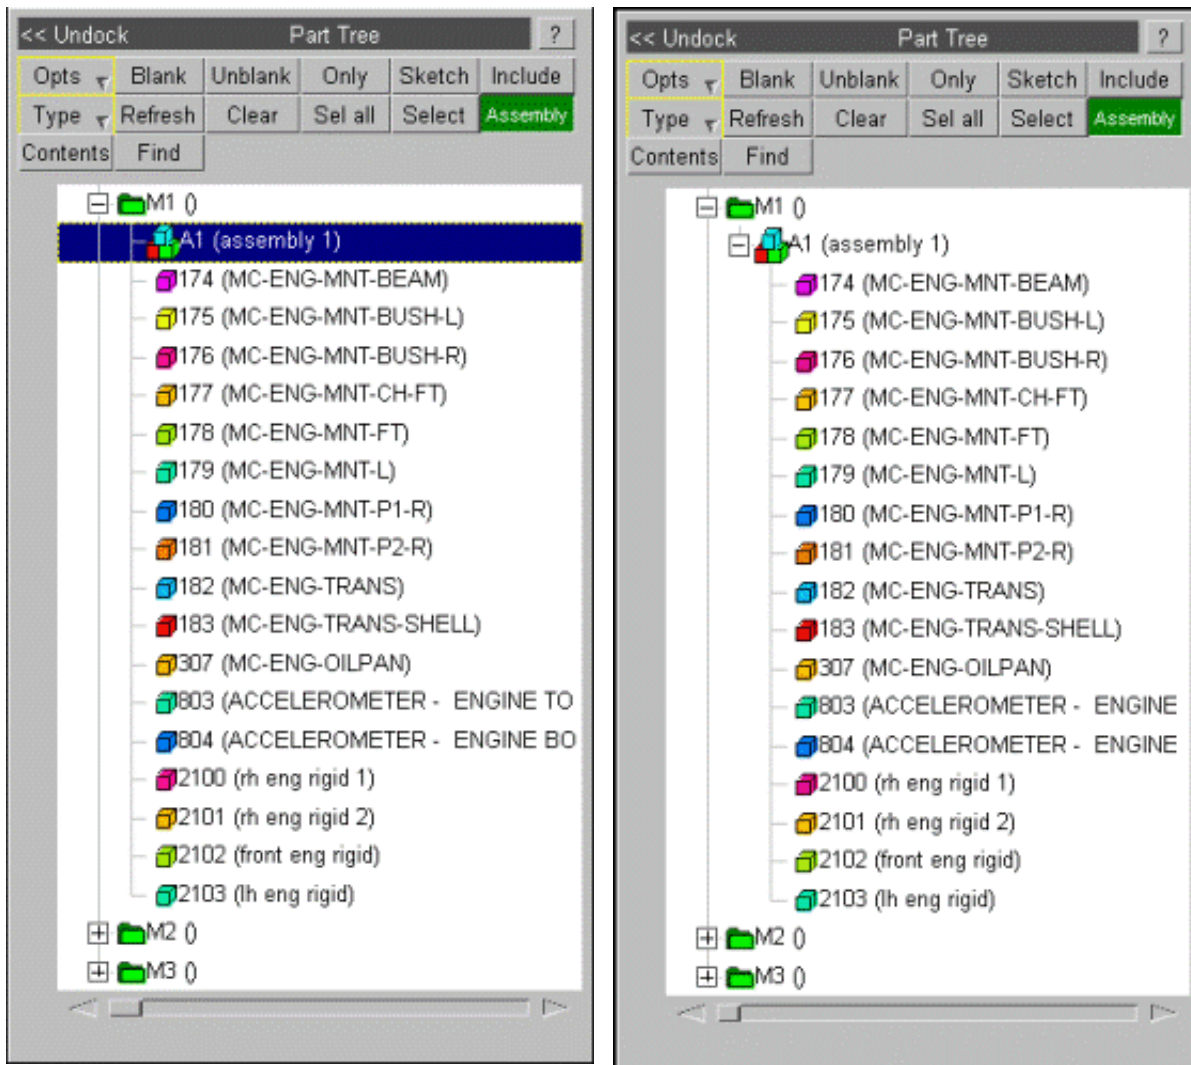 << Undock Part Tree ?
Opts Blank Unblank Only Sketch Include
Type Refresh Clear Sel all Select Assembly
Contents Find
M1 ()
A1 (assembly 1)
174 (MC-ENG-MNT-BEAM)
175 (MC-ENG-MNT-BUSH-L)
176 (MC-ENG-MNT-BUSH-R)
177 (MC-ENG-MNT-CH-FT)
178 (MC-ENG-MNT-FT)
179 (MC-ENG-MNT-L)
180 (MC-ENG-MNT-P1-R)
181 (MC-ENG-MNT-P2-R)
182 (MC-ENG-TRANS)
183 (MC-ENG-TRANS-SHELL)
307 (MC-ENG-OILPAN)
803 (ACCELEROMETER - ENGINE TO
804 (ACCELEROMETER - ENGINE BO
2100 (rh eng rigid 1)
2101 (rh eng rigid 2)
2102 (front eng rigid)
2103 (lh eng rigid)
M2 ()
M3 ()
<< Undock Part Tree ?
Opts Blank Unblank Only Sketch Include
Type Refresh Clear Sel all Select Assembly
Contents Find
M1 ()
A1 (assembly 1)
174 (MC-ENG-MNT-BEAM)
175 (MC-ENG-MNT-BUSH-L)
176 (MC-ENG-MNT-BUSH-R)
177 (MC-ENG-MNT-CH-FT)
178 (MC-ENG-MNT-FT)
179 (MC-ENG-MNT-L)
180 (MC-ENG-MNT-P1-R)
181 (MC-ENG-MNT-P2-R)
182 (MC-ENG-TRANS)
183 (MC-ENG-TRANS-SHELL)
307 (MC-ENG-OILPAN)
803 (ACCELEROMETER - ENGINE
804 (ACCELEROMETER - ENGINE
2100 (rh eng rigid 1)
2101 (rh eng rigid 2)
2102 (front eng rigid)
2103 (lh eng rigid)
M2 ()
M3 ()